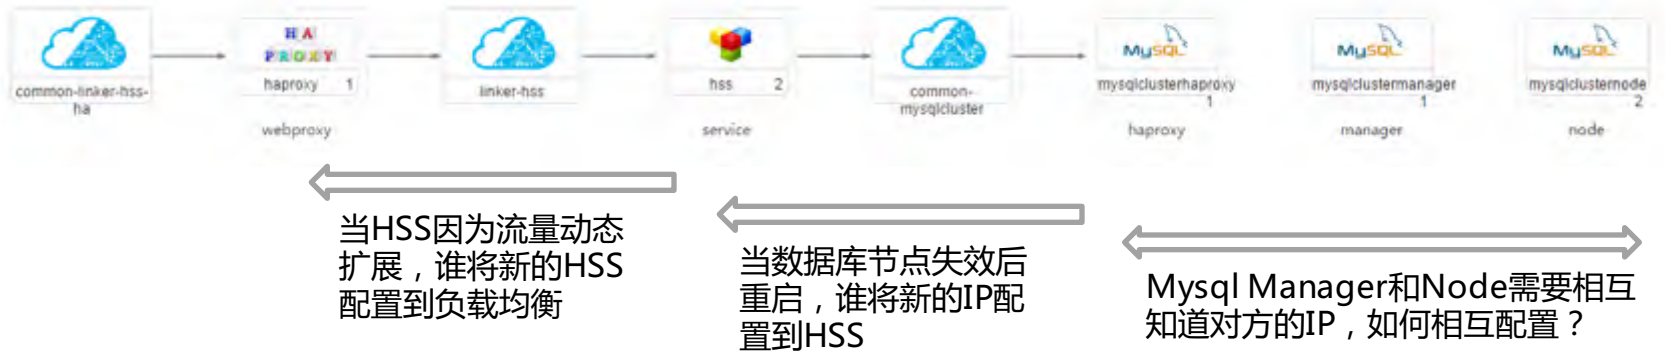 HA
PROXY
MySQL
MySQL
MySQL
common-linker-hss-
ha
haproxy 1
linker-hss
hss 2
common-
mysqlcluster
mysqlclusterhaproxy
1
mysqlclustermanager
1
mysqlclusternode
2
webproxy
service
haproxy
manager
node
当HSS因为流量动态
扩展，谁将新的HSS
配置到负载均衡
当数据库节点失效后
重启，谁将新的IP配
置到HSS
Mysql Manager和Node需要相互
知道对方的IP，如何相互配置？